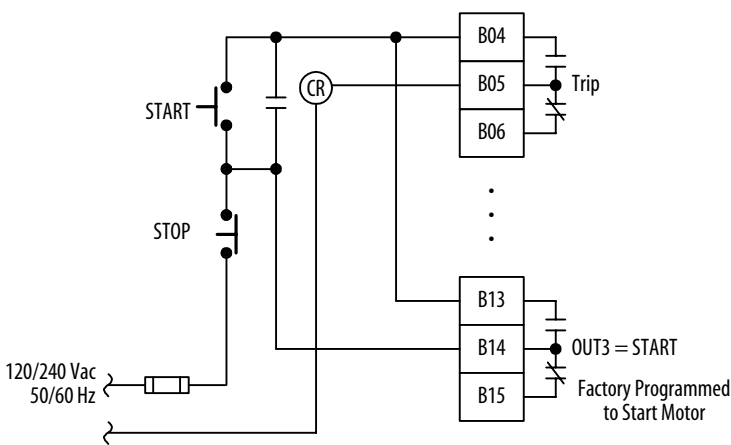 B04
CR
B05
Trip
START
B06
STOP
B13
B14
OUT3 = START
120/240 Vac
50/60 Hz
B15
Factory Programmed
to Start Motor